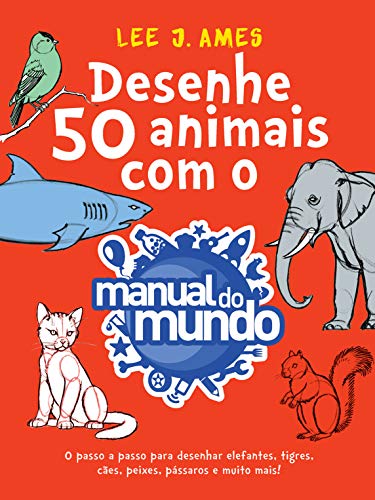 LEE J. AMES
Desenhe
50 animais
com o
manual do
mundo
O passo a passo para desenhar elefantes, tigres,
cães, peixes, pássaros e muito mais!